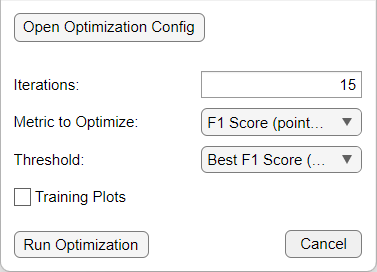 Open Optimization Config
Iterations: 15
Metric to Optimize: F1 Score (point...
Threshold: Best F1 Score (...
Training Plots
Run Optimization Cancel